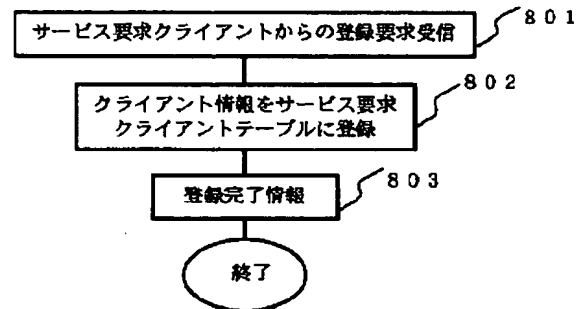 サービス要求クライアントからの登録要求受信
８０１
クライアント情報をサービス要求
クライアントテーブルに登録
８０２
登録完了情報
８０３
終了